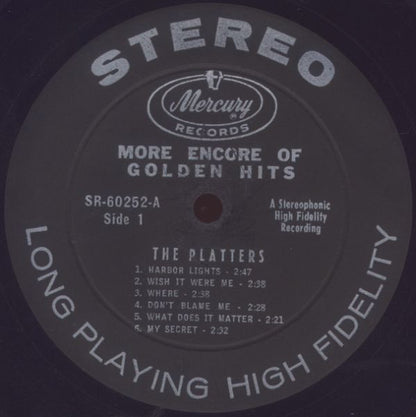 STEREO
Mercury
RECORDS
MORE ENCORE OF
GOLDEN HITS
SR-60252-A
Side 1
A Stereophonic
High Fidelity
Recording
THE PLATTERS
1. HARBOR LIGHTS - 2:47
2. WISH IT WERE ME - 2:38
3. WHERE - 2:38
4. DON'T BLAME ME - 2:28
5. WHAT DOES IT MATTER - 2:21
6. MY SECRET - 2:32
LONG PLAYING HIGH FIDELITY